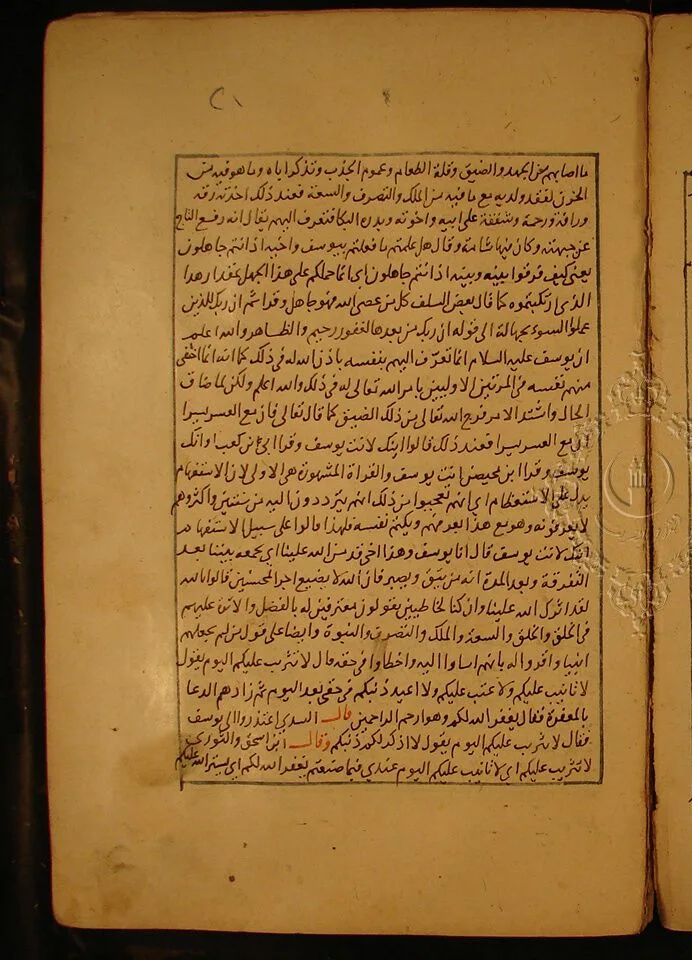 ما اصابهم من الجهد والضيق وقلة الطعام وعموم الجذب وتذكر اباه وما هو فيه من
الحزن لفقد ولديه مع ما فيه من الملك والتصرف والسعة فعند ذلك اخذته رقه
ورافة ورحمة وشفقة على ابيه واخوته وبدره البكا فتعرف اليهم يقال انه رفع التاج
عن جبهته وكان فيها شامة وقال هل علمتم ما فعلتم بيوسف واخيه اذ انتم جاهلون
يعني كيف فرقوا بينه وبينه اذ انتم جاهلون اي انما حملكم على هذا الجهل بمقدار هذا
الذي ارتكبتموه كما قال بعض السلف كل من عصى الله فهو جاهل وقرا ثم ان ربك للذين
عملوا السوء بجهالة الى قوله ان ربك من بعدها لغفور رحيم والظاهر والله اعلم
ان يوسف عليه السلام انما تعرف اليهم بنفسه باذن الله له في ذلك كما انه انما اخفى
منهم نفسه في المرتين الاوليين بامر الله تعالى له في ذلك والله اعلم ولكن لما ضاق
الحال واشتد الامر فرج الله تعالى من ذلك الضيق كما قال تعالى فان مع العسر يسرا
ان مع العسر يسرا فعند ذلك قالوا اينك لانت يوسف وقرا ابي بن كعب او انك
يوسف وقرا ابن محيصن انت يوسف والقراة المشهورة هي الاولى لان الاستفهام
يدل على الاستعظام اي انهم تعجبوا من ذلك انهم يترددون اليه من سنتين واكثر وهم
لا يعرفونه وهو مع هذا يعرفهم ويكتم نفسه فلهذا قالوا على سبيل الاستفهام
اينك لانت يوسف قال انا يوسف وهذا اخي قد من الله علينا اي بجمعه بيننا بعد
التفرقة وبعد المدة انه من يتق ويصبر فان الله لا يضيع اجر المحسنين قالوا تالله
لقد اثرك الله علينا وان كنا لخاطيين يقولون معترفين له بالفضل والاثرة عليهم
في الخلق والخلق والسعة والملك والتصرف والنبوة وايضا على قول من لم يجعلهم
انبيا واقروا له بانهم اساوا اليه واخطاوا في حقه قال لا تثريب عليكم اليوم يقول
لا تانيب عليكم ولا عتب عليكم ولا اعيد ذنبكم في حقي بعد اليوم ثم زادهم الدعا
بالمغفرة فقال يغفر الله لكم وهو ارحم الراحمين قال السدي اعتذروا الى يوسف
فقال لا تثريب عليكم اليوم يقول لا اذكر لكم ذنبكم وقال ابن اسحق والثوري
لا تثريب عليكم اي لا تانيب عليكم اليوم عندي فيما صنعتم يغفر الله لكم اي يستر الله عليكم